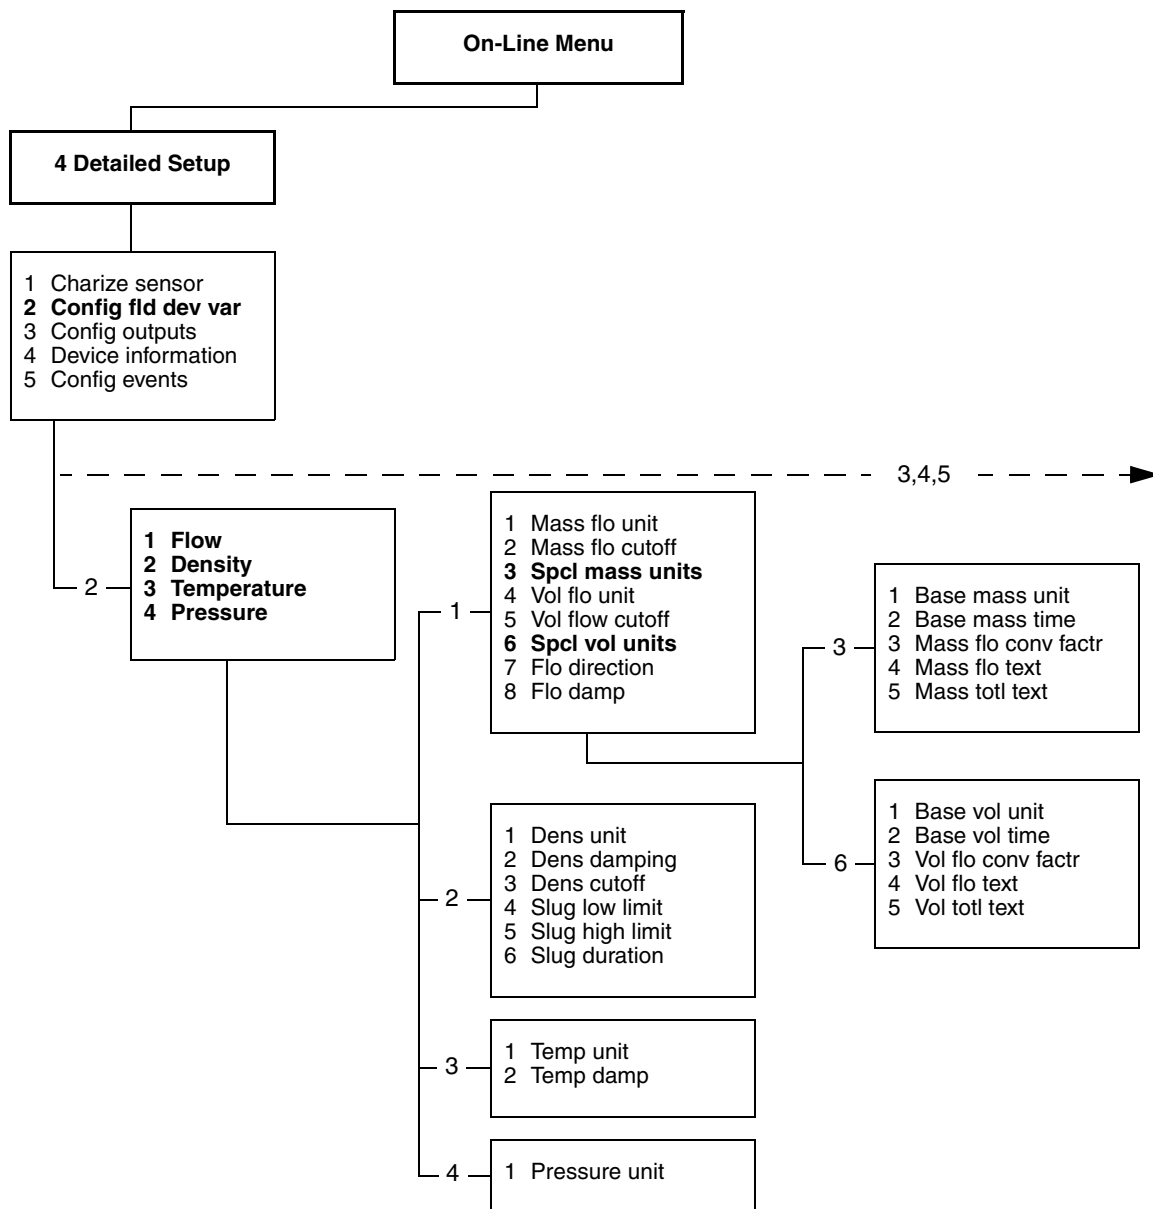 On-Line Menu
4 Detailed Setup
1 Charize sensor
2 Config fld dev var
3 Config outputs
4 Device information
5 Config events
3,4,5
2
1 Flow
2 Density
3 Temperature
4 Pressure
1
1 Mass flo unit
2 Mass flo cutoff
3 Spcl mass units
4 Vol flo unit
5 Vol flow cutoff
6 Spcl vol units
7 Flo direction
8 Flo damp
3
1 Base mass unit
2 Base mass time
3 Mass flo conv factr
4 Mass flo text
5 Mass totl text
6
1 Base vol unit
2 Base vol time
3 Vol flo conv factr
4 Vol flo text
5 Vol totl text
2
1 Dens unit
2 Dens damping
3 Dens cutoff
4 Slug low limit
5 Slug high limit
6 Slug duration
3
1 Temp unit
2 Temp damp
4
1 Pressure unit